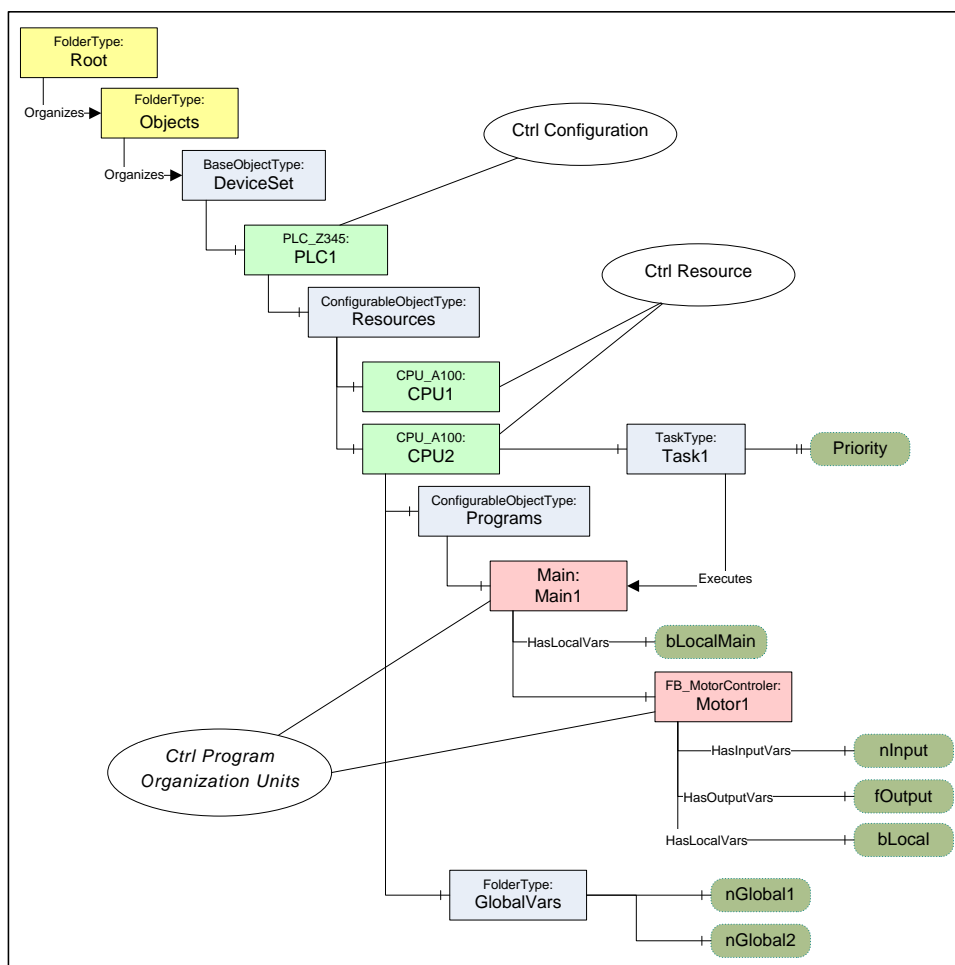 FolderType:
Root
Organizes
FolderType:
Objects
Ctrl Configuration
Organizes
BaseObjectType:
DeviceSet
PLC_Z345:
PLC1
Ctrl Resource
ConfigurableObjectType:
Resources
CPU_A100:
CPU1
CPU_A100:
CPU2
TaskType:
Task1
Priority
ConfigurableObjectType:
Programs
Main:
Main1
Executes
HasLocalVars
bLocalMain
FB_MotorControler:
Motor1
Ctrl Program
Organization Units
HasInputVars
nInput
HasOutputVars
fOutput
HasLocalVars
bLocal
FolderType:
GlobalVars
nGlobal1
nGlobal2